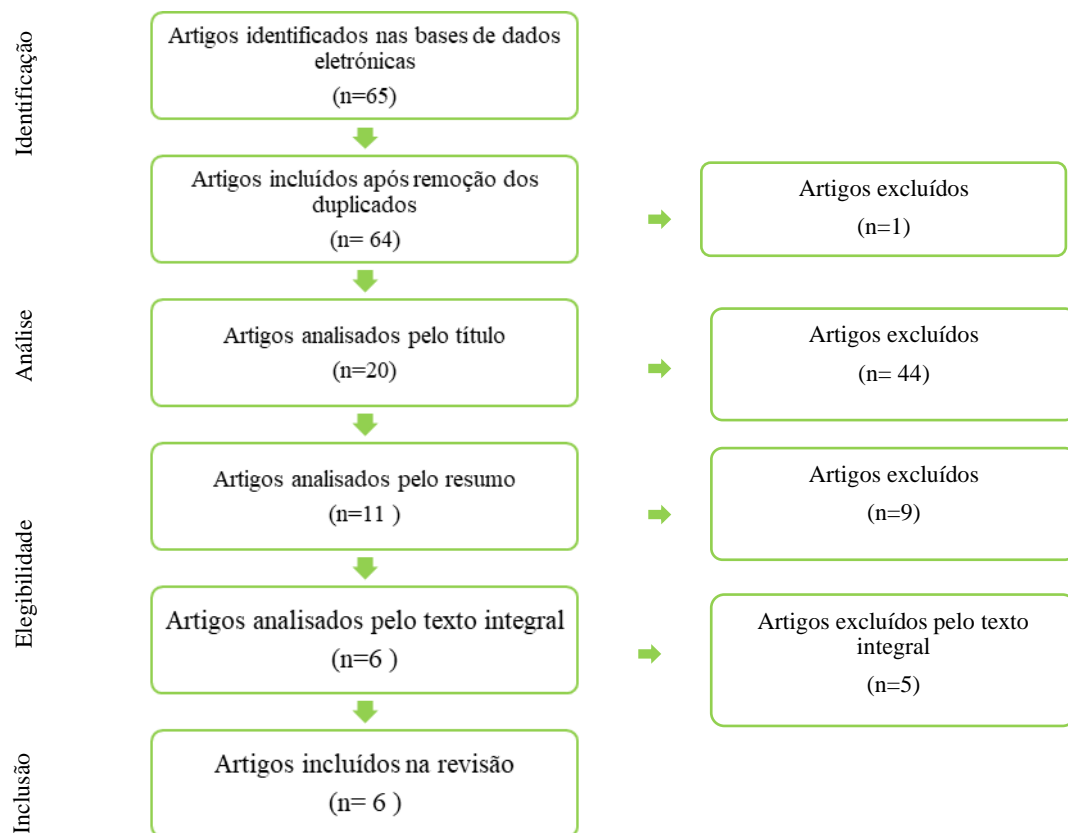 Identificação
Artigos identificados nas bases de dados
eletrónicas
(n=65)
Artigos incluídos após remoção dos
duplicados
(n= 64)
Artigos excluídos
(n=1)
Análise
Artigos analisados pelo título
(n=20)
Artigos excluídos
(n= 44)
Artigos analisados pelo resumo
(n=11 )
Artigos excluídos
(n=9)
Elegibilidade
Artigos analisados pelo texto integral
(n=6 )
Artigos excluídos pelo texto
integral
(n=5)
Inclusão
Artigos incluídos na revisão
(n= 6 )